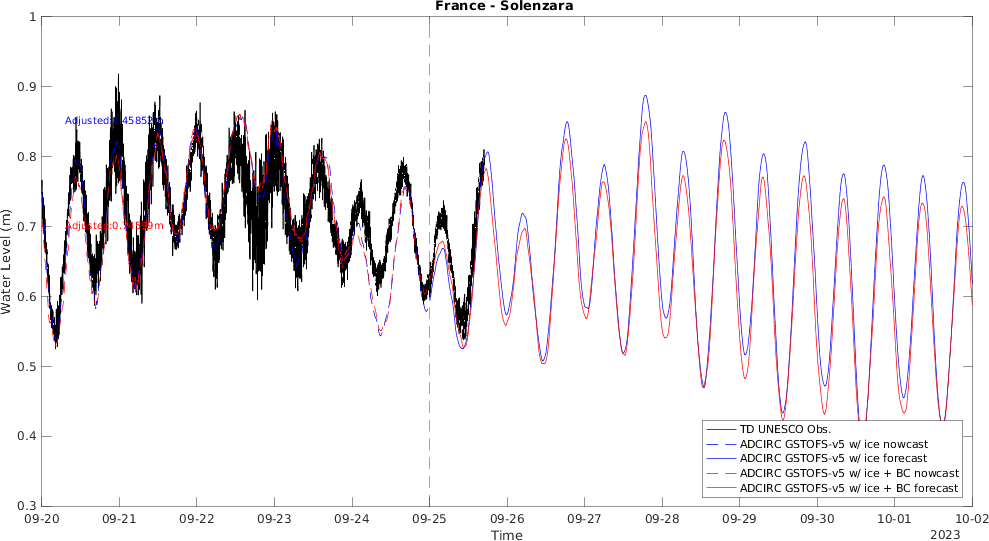 France - Solenzara
1
0.9
0.8
0.7
0.6
0.5
0.4
0.3
Water Level (m)
09-20
09-21
09-22
09-23
09-24
09-25
09-26
09-27
09-28
09-29
09-30
10-01
10-02
Time
2023
TD UNESCO Obs.
ADCIRC GSTOFS-v5 w/ ice nowcast
ADCIRC GSTOFS-v5 w/ ice forecast
ADCIRC GSTOFS-v5 w/ ice + BC nowcast
ADCIRC GSTOFS-v5 w/ ice + BC forecast